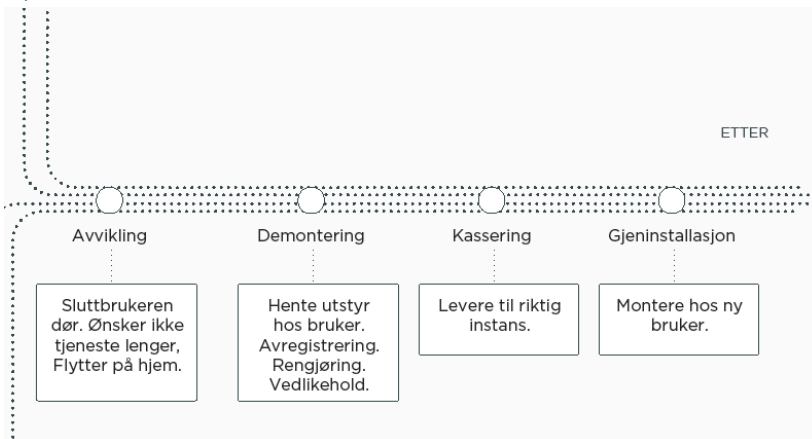 ETTER
Avvikling
Demontering
Kassering
Gjeninstallasjon
Sluttbrukeren
dør. Ønsker ikke
tjeneste lenger,
Flytter på hjem.
Hente utstyr
hos bruker.
Avregistrering.
Rengjøring.
Vedlikehold.
Levere til riktig
instans.
Montere hos ny
bruker.